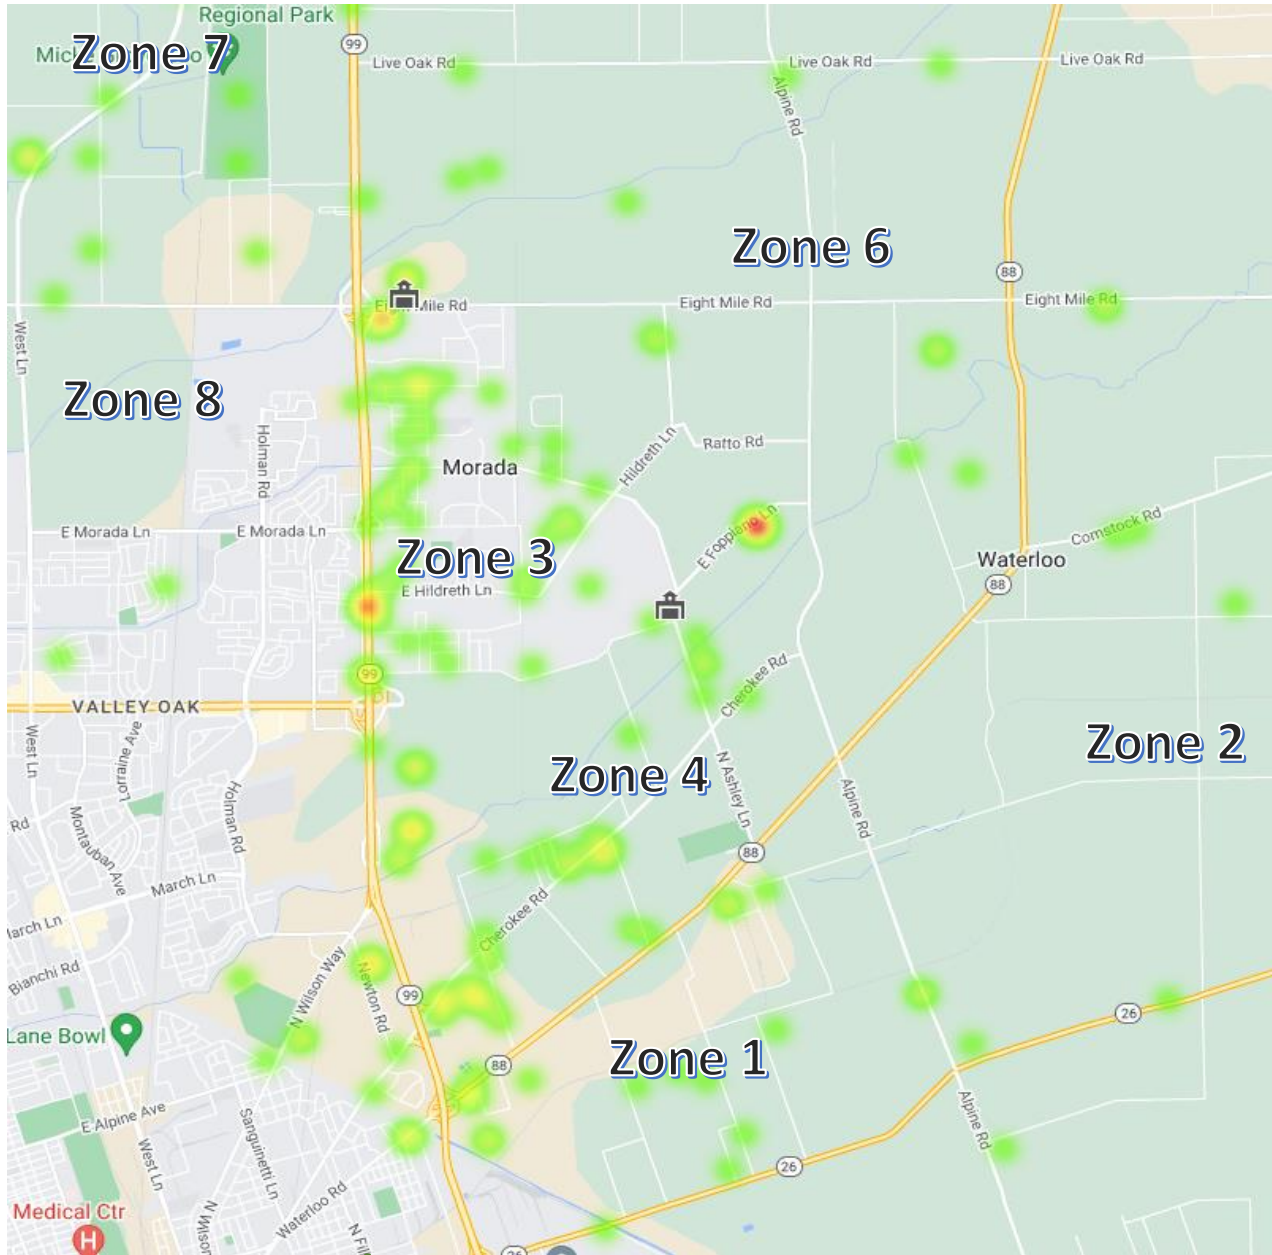 Regional Park
Zone 7
99
Live Oak Rd
Live Oak Rd
Live Oak Rd
Alpine Rd
Zone 6
88
Eight Mile Rd
Eight Mile Rd
Eight Mile Rd
West Ln
Zone 8
Holman Rd
Morada
Hildreth Ln
Ratto Rd
E Morada Ln
E Morada Ln
E Foppiano Ln
Comstock Rd
Zone 3
Waterloo
E Hildreth Ln
88
99
Cherokee Rd
VALLEY OAK
Lorraine Ave
West Ln
Zone 2
Zone 4
N Ashley Ln
Alpine Rd
Holman Rd
Rd
Montauban Ave
March Ln
88
March Ln
Cherokee Rd
Bianchi Rd
N Wilson Way
Newton Rd
99
26
Lane Bowl
88
Zone 1
E Alpine Ave
Alpine Rd
West Ln
Sanguinetti Ln
26
Waterloo Rd
Medical Ctr
H
N Wilson
N Fil
26